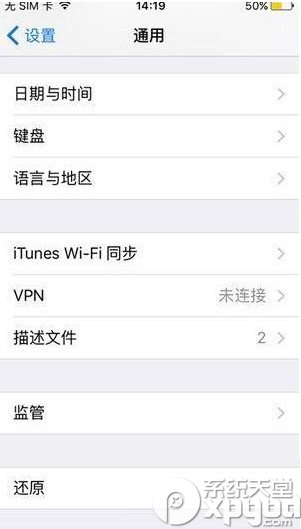 无 SIM 卡 14:19 50%
设置 通用
日期与时间
键盘
语言与地区
iTunes Wi-Fi 同步
VPN 未连接
描述文件 2
监管
还原
系统天堂
xpgod